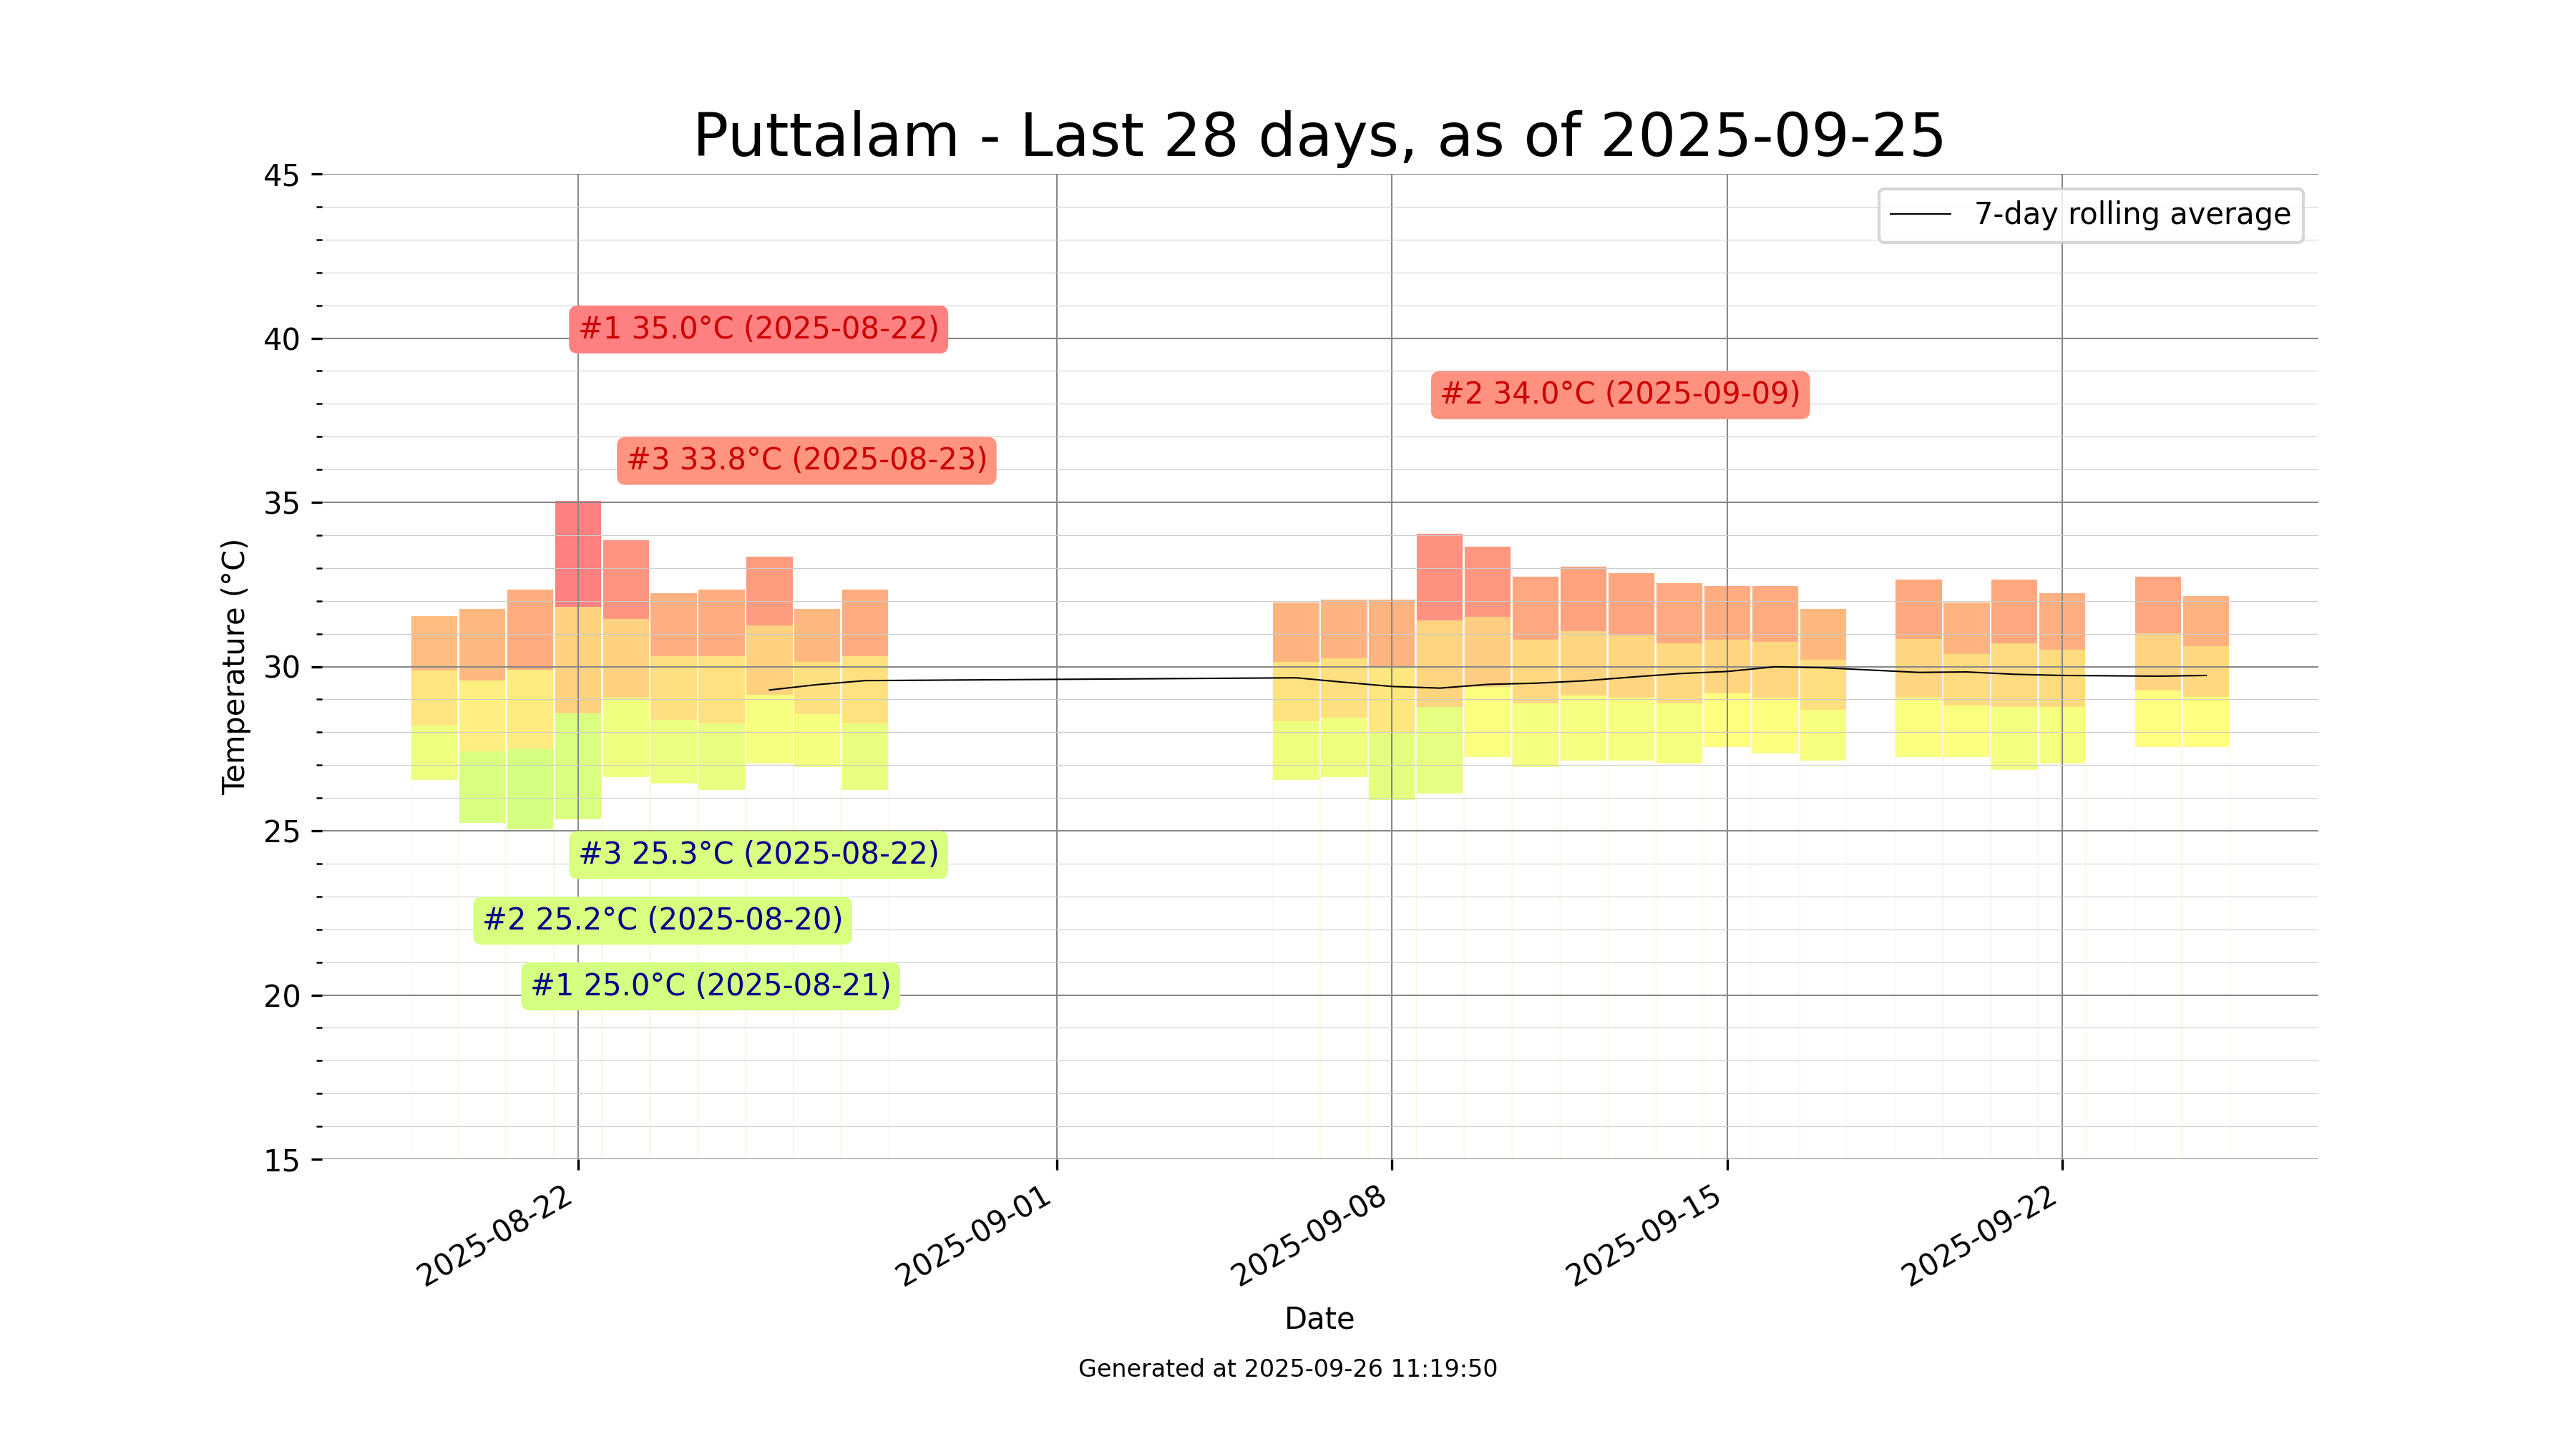 Puttalam - Last 28 days, as of 2025-09-25
7-day rolling average
45
40
35
30
25
20
15
Temperature (°C)
#1 35.0°C (2025-08-22)
#2 34.0°C (2025-09-09)
#3 33.8°C (2025-08-23)
#3 25.3°C (2025-08-22)
#2 25.2°C (2025-08-20)
#1 25.0°C (2025-08-21)
2025-08-22
2025-09-01
2025-09-08
2025-09-15
2025-09-22
Date
Generated at 2025-09-26 11:19:50